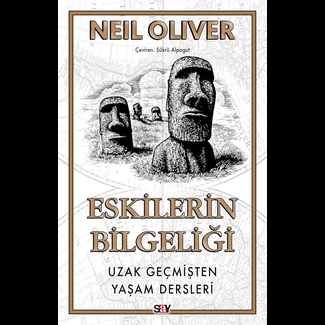 NEIL OLIVER
Çeviren: Şükrü Alpagut
ESKİLERİN
BİLGELİĞİ
UZAK GEÇMİŞTEN
YAŞAM DERSLERİ
SAY